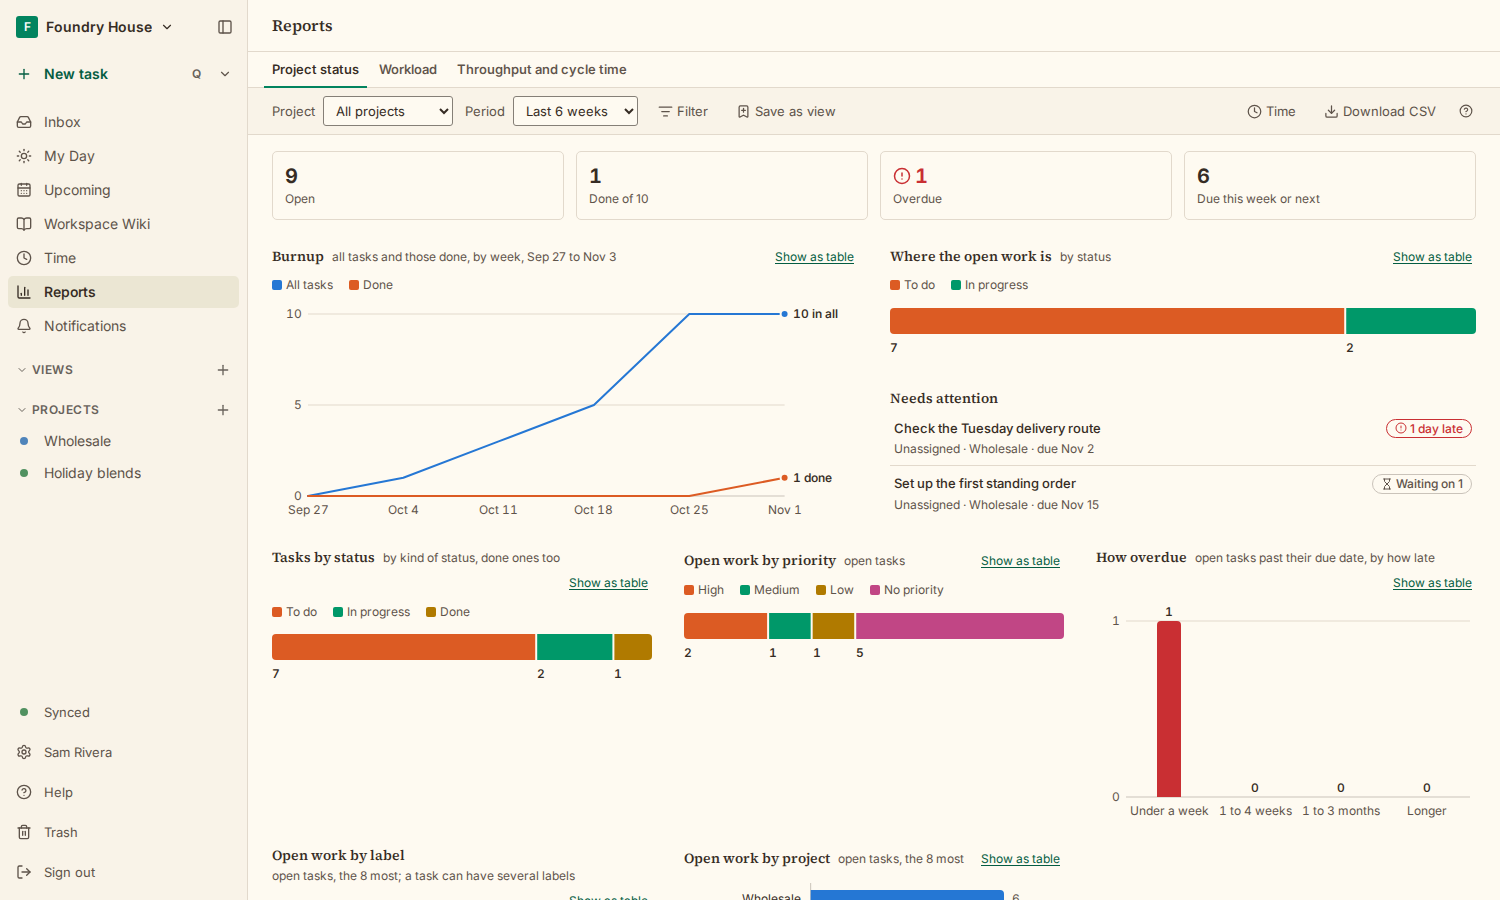 F Foundry House
New task Q
Inbox
My Day
Upcoming
Workspace Wiki
Time
Reports
Notifications
VIEWS
PROJECTS
Wholesale
Holiday blends
Synced
Sam Rivera
Help
Trash
Sign out
Reports
Project status Workload Throughput and cycle time
Project All projects Period Last 6 weeks Filter Save as view Time Download CSV
9
Open
1
Done of 10
1
Overdue
6
Due this week or next
Burnup all tasks and those done, by week, Sep 27 to Nov 3 Show as table
All tasks Done
10 10 in all
5
1 done
0
Sep 27 Oct 4 Oct 11 Oct 18 Oct 25 Nov 1
Where the open work is by status Show as table
To do In progress
7 2
Needs attention
Check the Tuesday delivery route 1 day late
Unassigned · Wholesale · due Nov 2
Set up the first standing order Waiting on 1
Unassigned · Wholesale · due Nov 15
Tasks by status by kind of status, done ones too
Show as table
To do In progress Done
7 2 1
Open work by priority open tasks Show as table
High Medium Low No priority
2 1 1 5
How overdue open tasks past their due date, by how late
Show as table
1
1
0 0 0 0
Under a week 1 to 4 weeks 1 to 3 months Longer
Open work by label
open tasks, the 8 most; a task can have several labels
Show as table
Open work by project open tasks, the 8 most Show as table
Wholesale 6